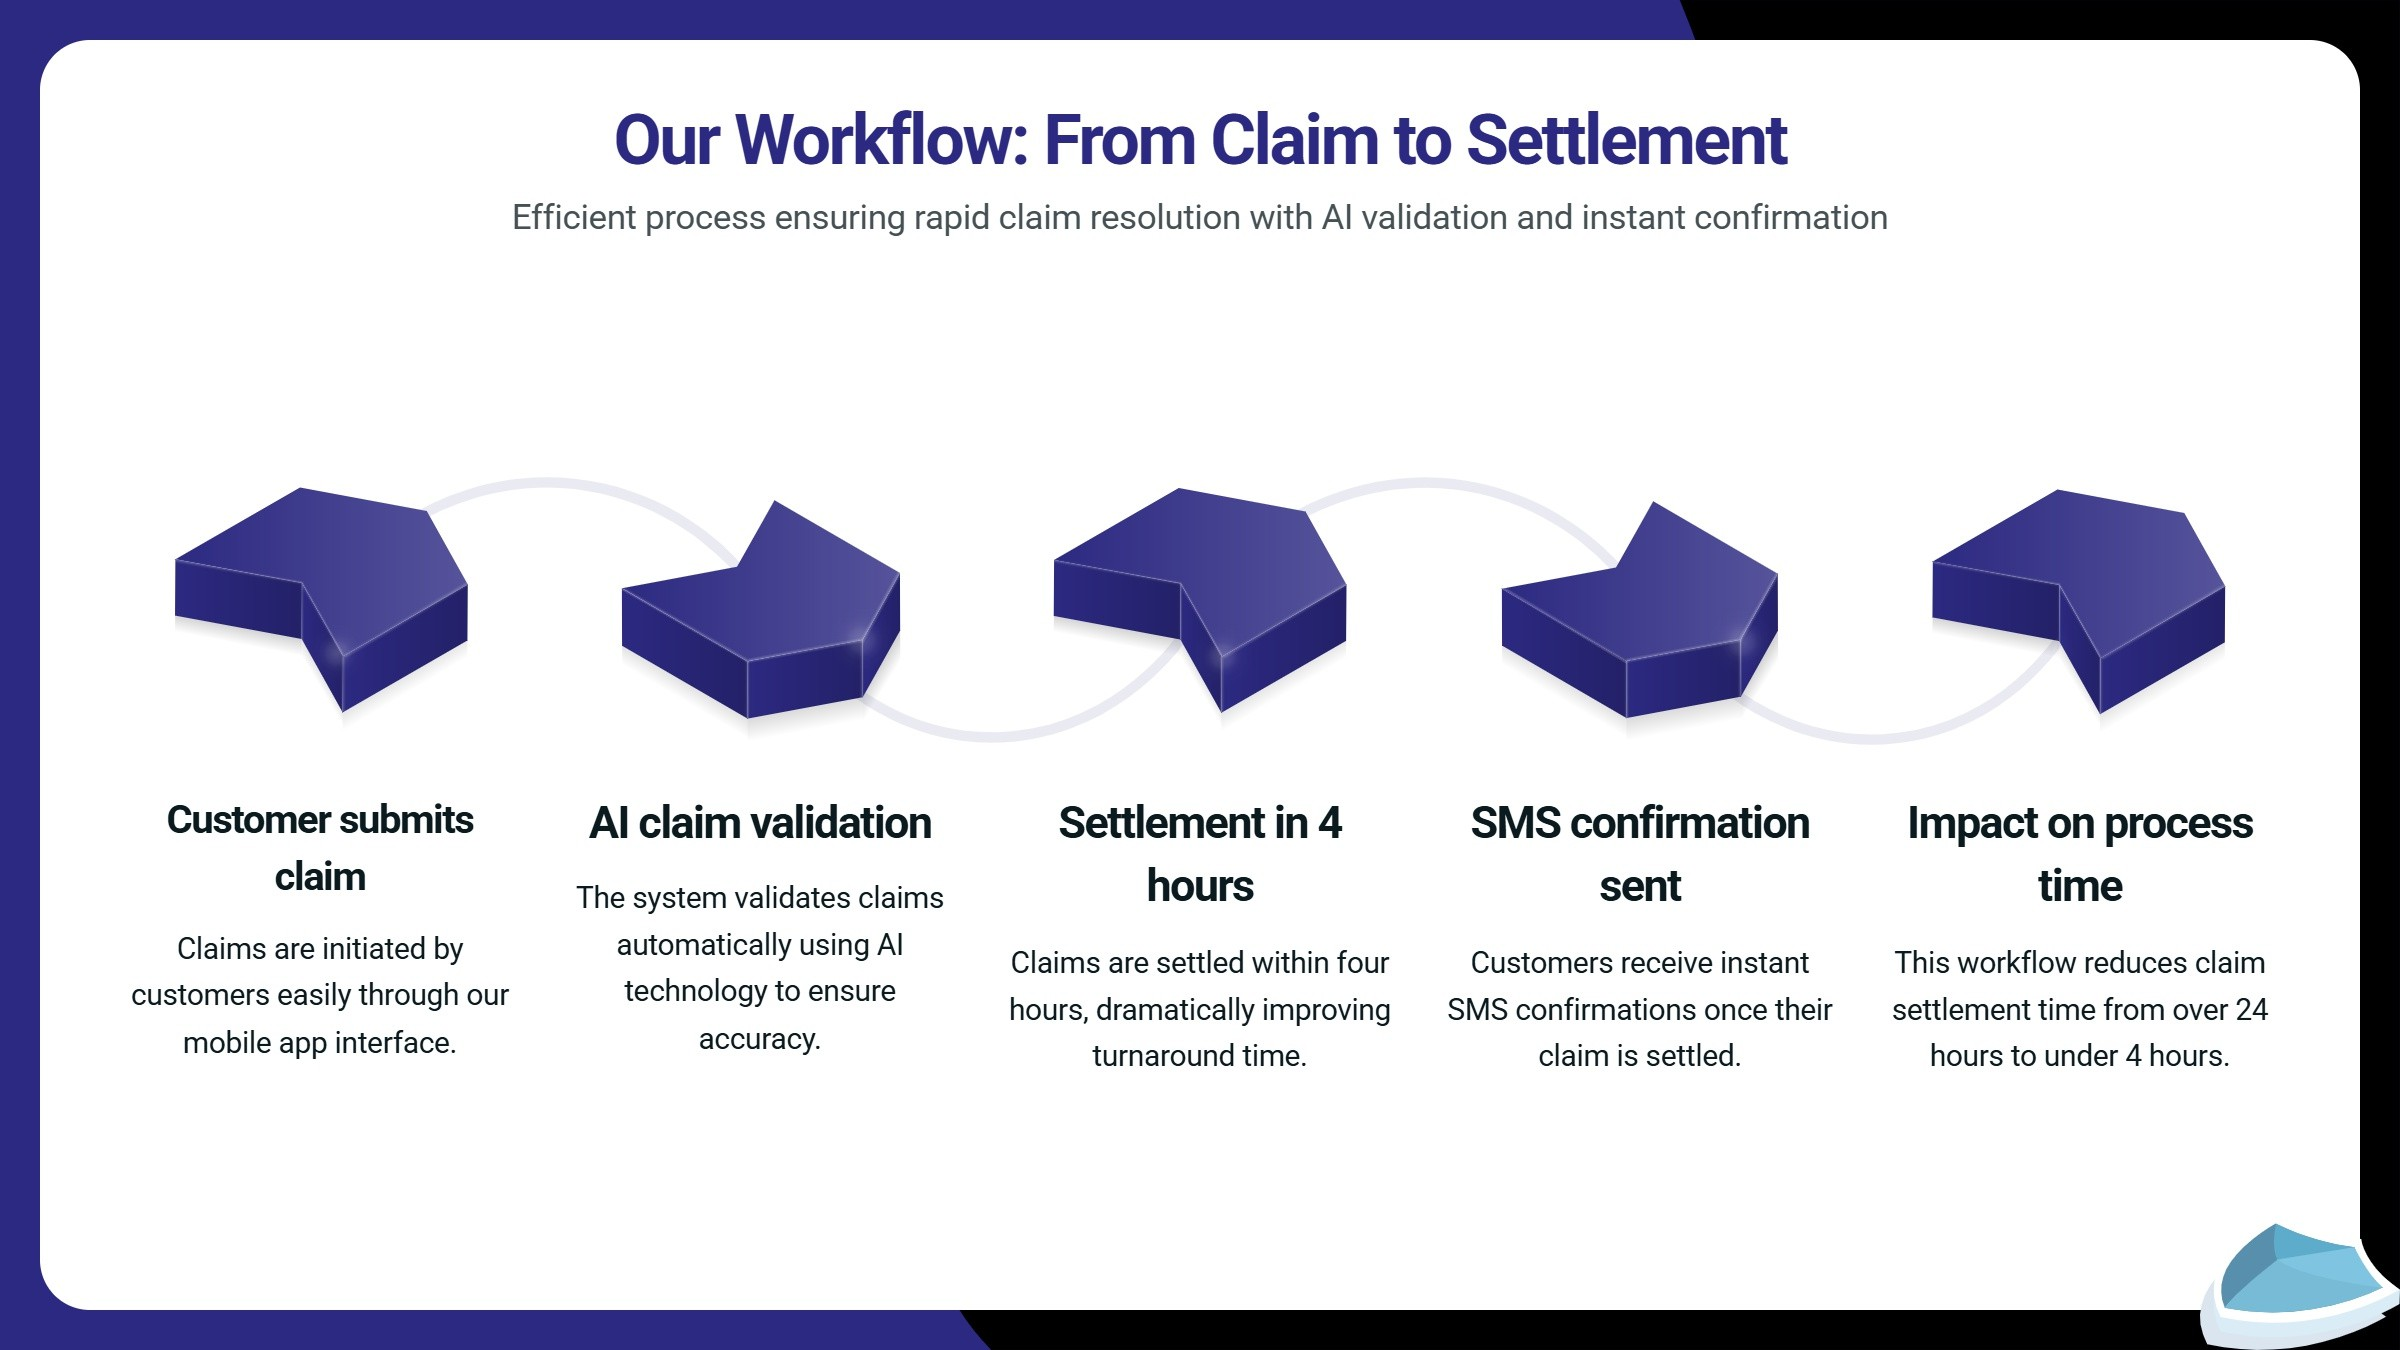 Our Workflow: From Claim to Settlement
Efficient process ensuring rapid claim resolution with AI validation and instant confirmation
Customer submits
claim
Claims are initiated by
customers easily through our
mobile app interface.
AI claim validation
The system validates claims
automatically using AI
technology to ensure
accuracy.
Settlement in 4
hours
Claims are settled within four
hours, dramatically improving
turnaround time.
SMS confirmation
sent
Customers receive instant
SMS confirmations once their
claim is settled.
Impact on process
time
This workflow reduces claim
settlement time from over 24
hours to under 4 hours.